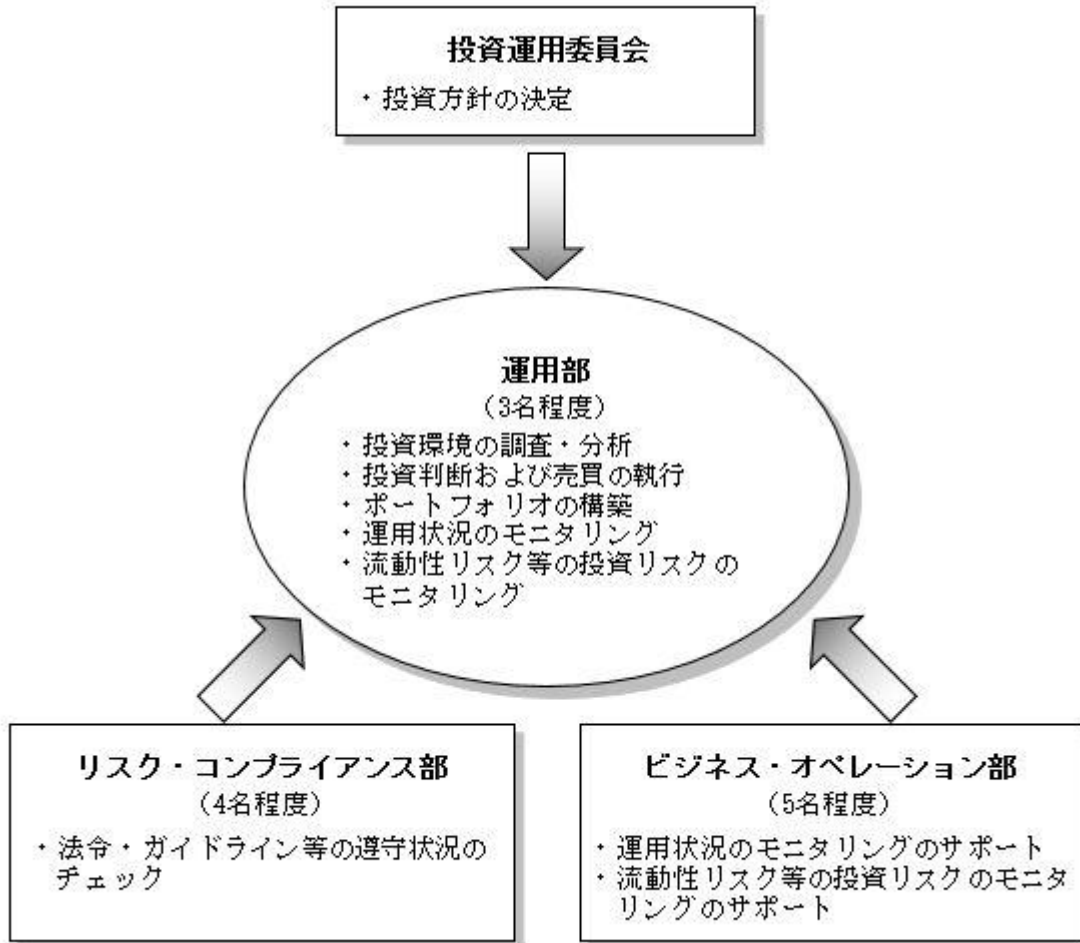 投資運用委員会
・投資方針の決定
運用部
(3名程度)
・投資環境の調査・分析
・投資判断および売買の執行
・ポートフォリオの構築
・運用状況のモニタリング
・流動性リスク等の投資リスクの
モニタリング
リスク・コンプライアンス部
(4名程度)
・法令・ガイドライン等の遵守状況の
チェック
ビジネス・オペレーション部
(5名程度)
・運用状況のモニタリングのサポート
・流動性リスク等の投資リスクのモニタ
リングのサポート